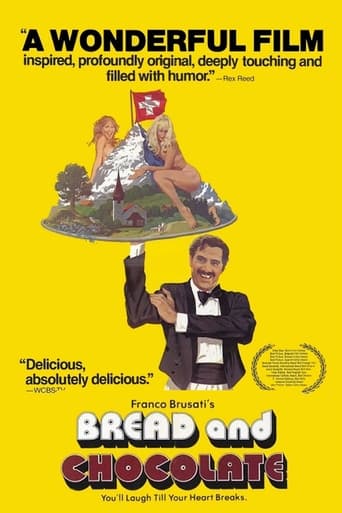 "A WONDERFUL FILM
inspired, profoundly original, deeply touching and
filled with humor." —Rex Reed
"Delicious,
absolutely delicious."
—WCBS-TV
Franco Brusati's
BREAD and
CHOCOLATE
You'll Laugh Till Your Heart Breaks.